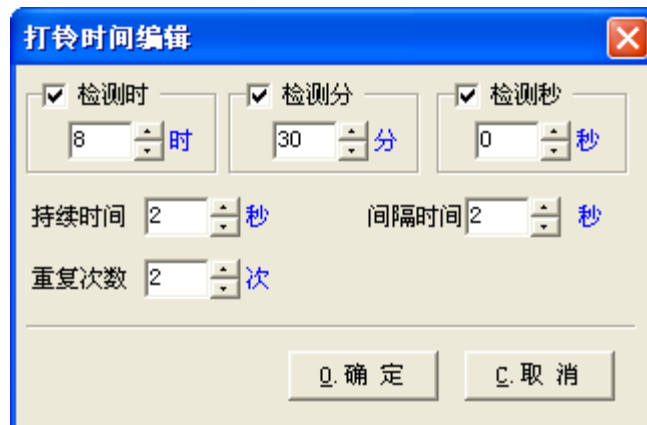 打铃时间编辑
检测时 检测分 检测秒
8 时 30 分 0 秒
持续时间 2 秒 间隔时间 2 秒
重复次数 2 次
O.确 定 C.取 消